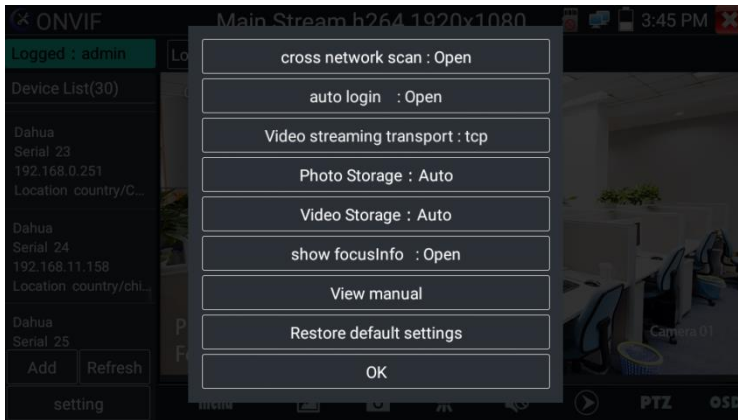 ONVIF
Main Stream h264 1920x1080
3:45 PM
Logged : admin
Lo
Device List(30)
Dahua
Serial 23
192.168.0.251
Location country/C...
Dahua
Serial 24
192.168.11.158
Location country/chi...
Dahua
Serial 25
Add
Refresh
setting
cross network scan : Open
auto login : Open
Video streaming transport : tcp
Photo Storage : Auto
Video Storage : Auto
show focusInfo : Open
View manual
Restore default settings
OK
Camera 01
menu
PTZ
OSD